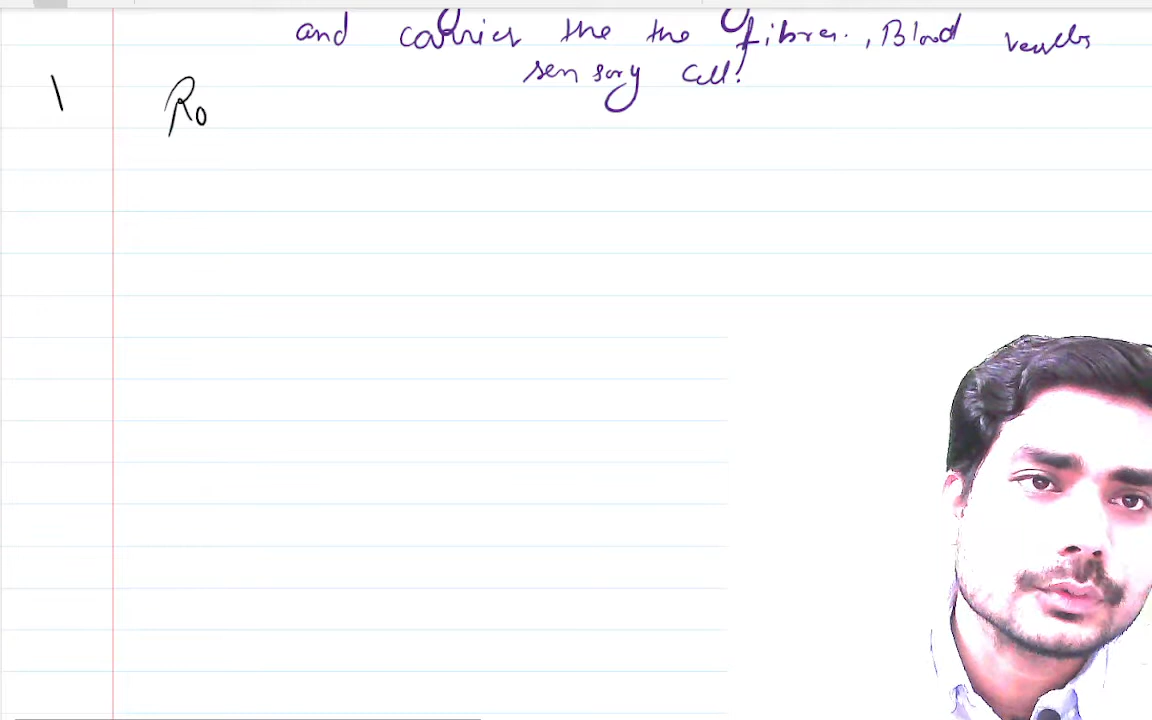 and carries the the fibres. , Blood vessels
sensory cell.
1 Ro